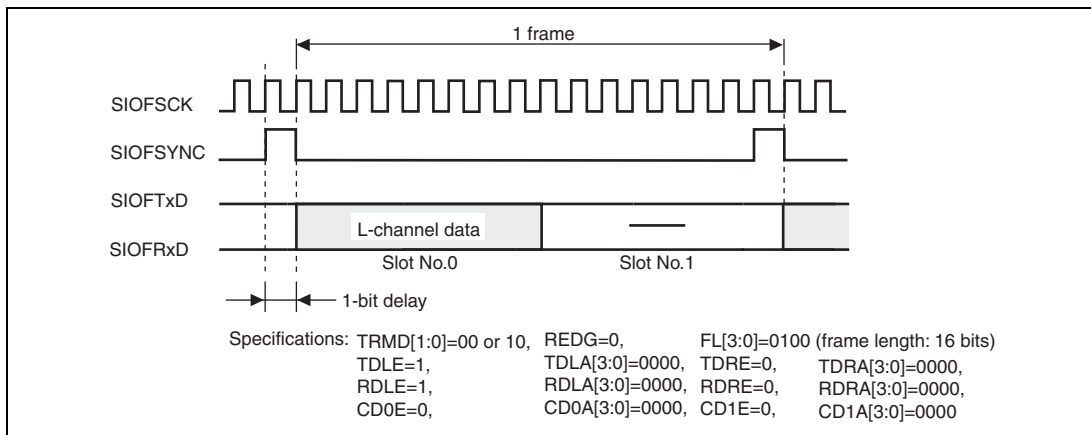 1 frame
SIOFSCK
SIOFSYNC
SIOFTxD
L-channel data
SIOFRxD
Slot No.0 Slot No.1
1-bit delay
Specifications: TRMD[1:0]=00 or 10, REDG=0, FL[3:0]=0100 (frame length: 16 bits)
TDLE=1, TDLA[3:0]=0000, TDRE=0, TDRA[3:0]=0000,
RDLE=1, RDLA[3:0]=0000, RDRE=0, RDRA[3:0]=0000,
CD0E=0, CD0A[3:0]=0000, CD1E=0, CD1A[3:0]=0000